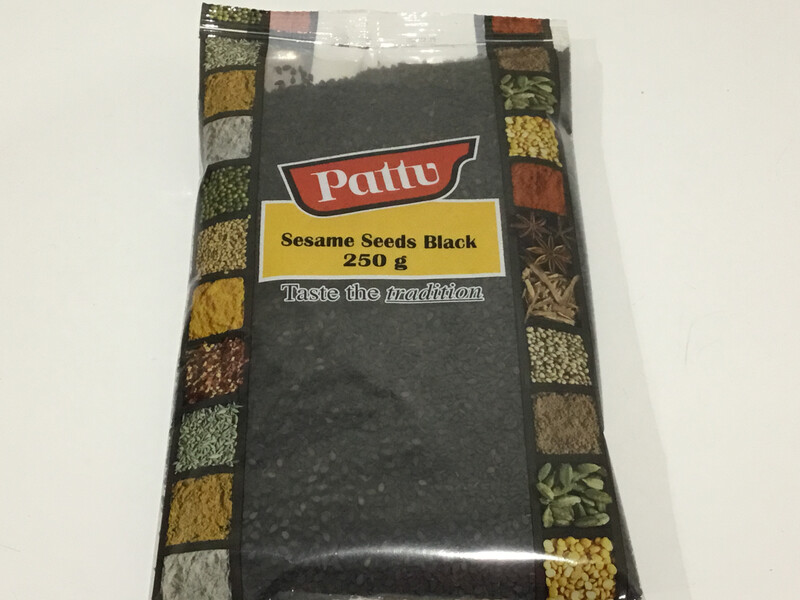 Pattu
Sesame Seeds Black
250 g
Taste the tradition